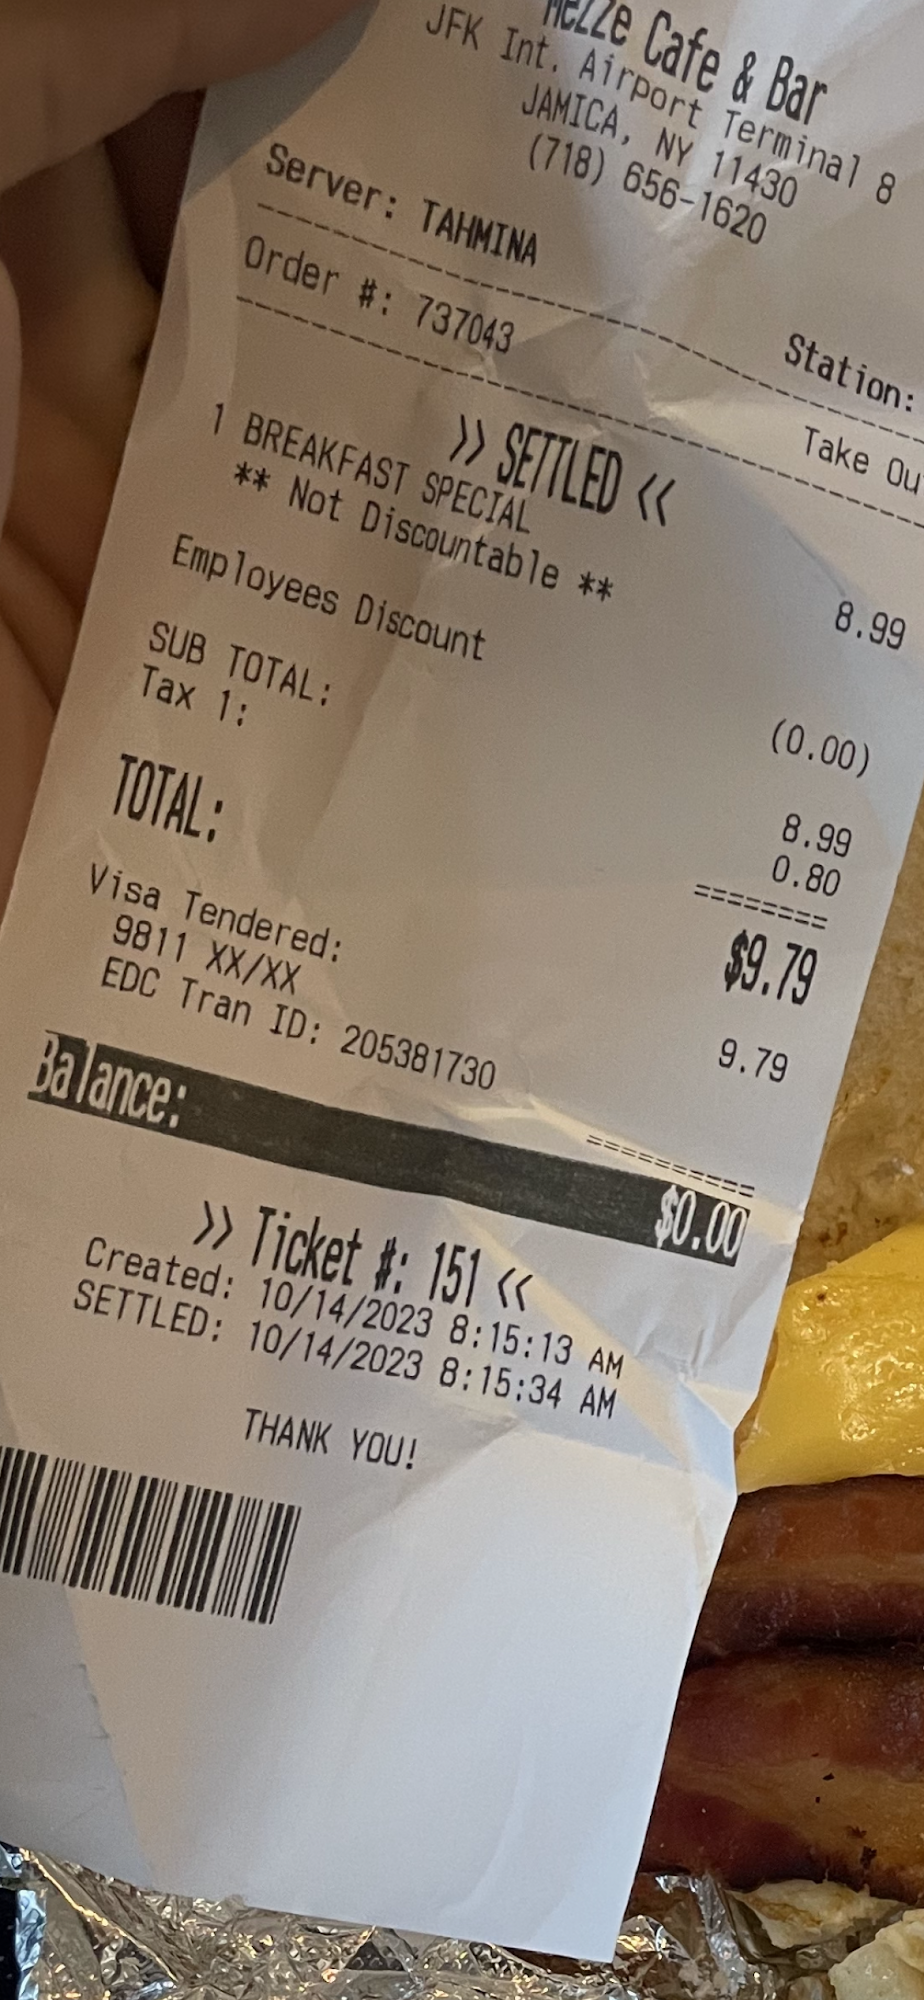 Mezze Cafe & Bar
JFK Int. Airport Terminal 8
JAMICA, NY 11430
(718) 656-1620
Server: TAHMINA Station:
Order #: 737043 Take Ou
>> SETTLED <<
1 BREAKFAST SPECIAL 8.99
** Not Discountable **
Employees Discount (0.00)
SUB TOTAL: 8.99
Tax 1: 0.80
========
TOTAL: $9.79
Visa Tendered: 9.79
9811 XX/XX
EDC Tran ID: 205381730
==========
Balance: $0.00
>> Ticket #: 151 <<
Created: 10/14/2023 8:15:13 AM
SETTLED: 10/14/2023 8:15:34 AM
THANK YOU!